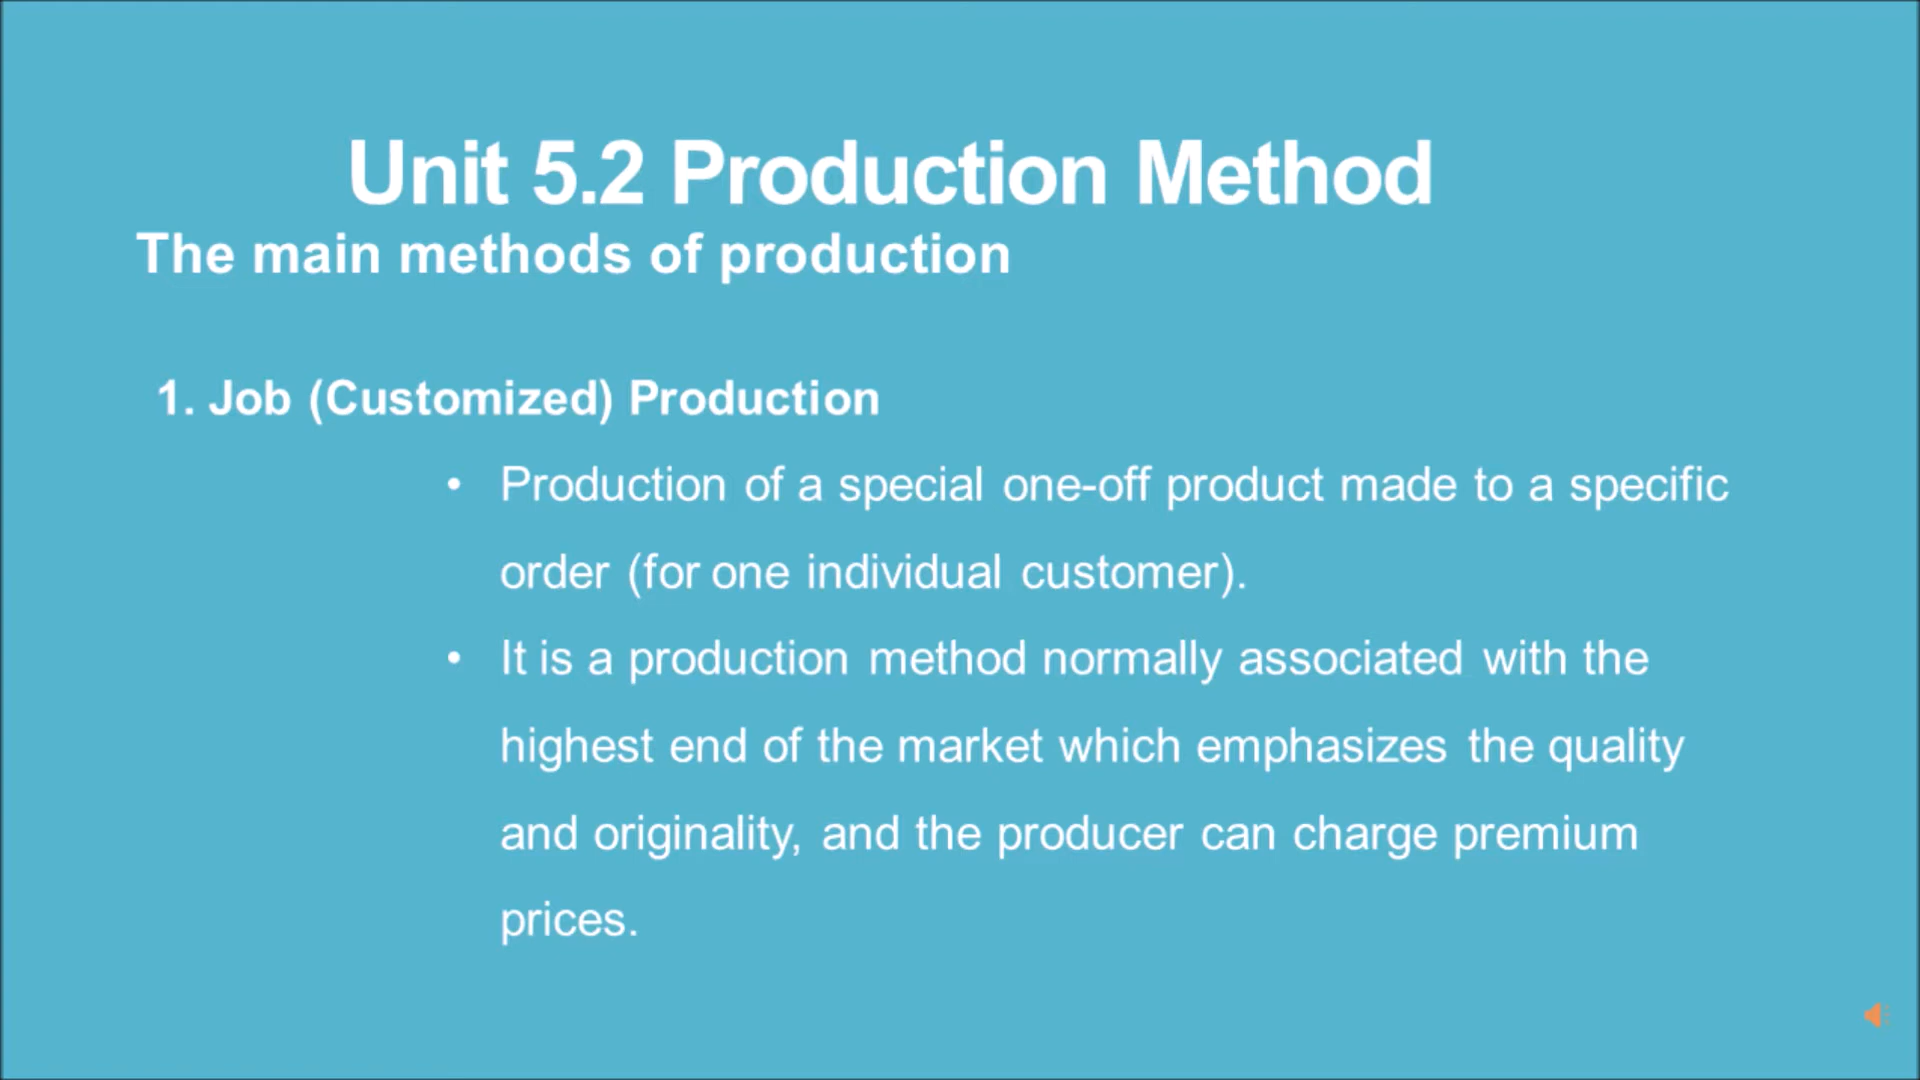 Unit 5.2 Production Method
The main methods of production
1. Job (Customized) Production
• Production of a special one-off product made to a specific
order (for one individual customer).
• It is a production method normally associated with the
highest end of the market which emphasizes the quality
and originality, and the producer can charge premium
prices.